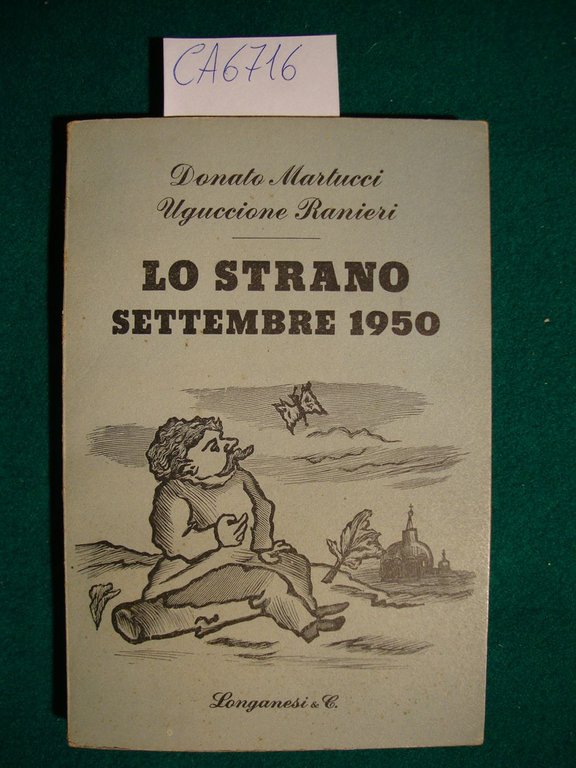 CA6716
Donato Martucci
Uguccione Ranieri
LO STRANO
SETTEMBRE 1950
Longanesi & C.